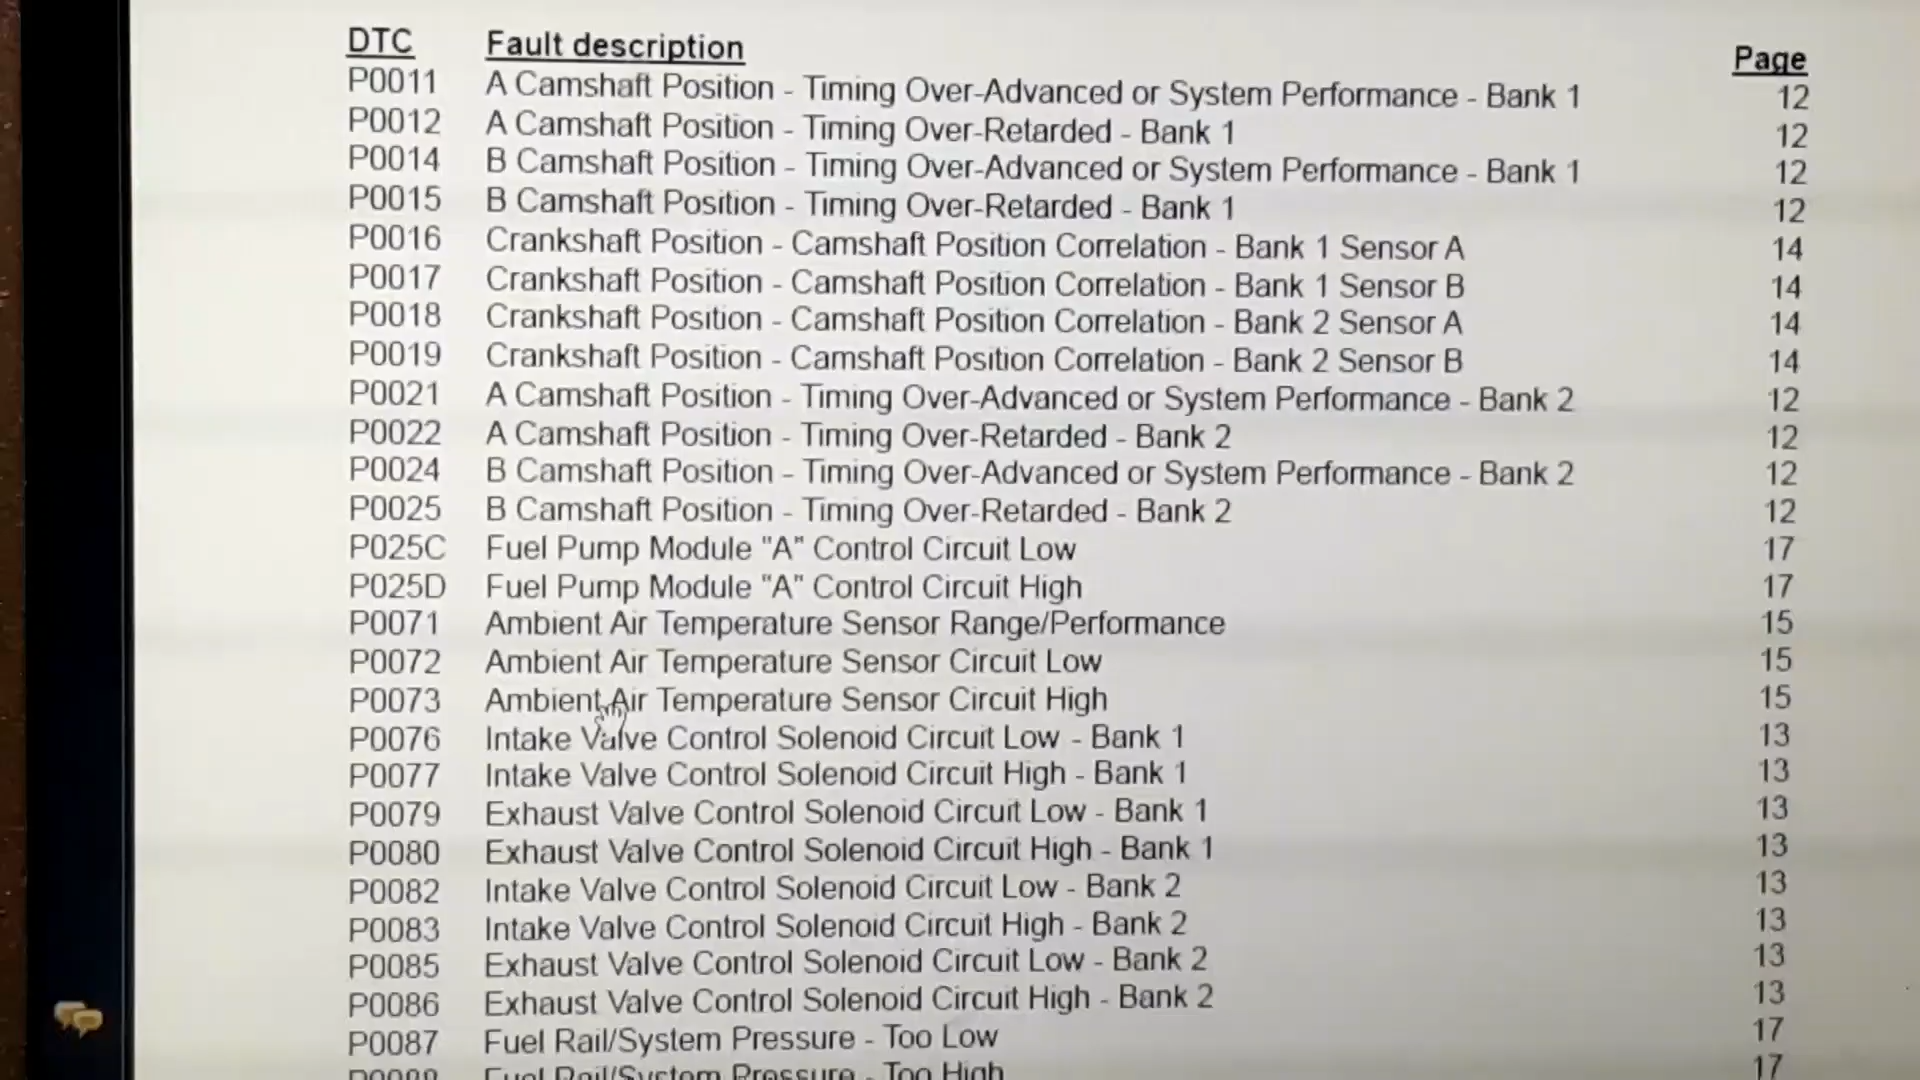 DTC Fault description Page
P0011 A Camshaft Position - Timing Over-Advanced or System Performance - Bank 1 12
P0012 A Camshaft Position - Timing Over-Retarded - Bank 1 12
P0014 B Camshaft Position - Timing Over-Advanced or System Performance - Bank 1 12
P0015 B Camshaft Position - Timing Over-Retarded - Bank 1 12
P0016 Crankshaft Position - Camshaft Position Correlation - Bank 1 Sensor A 14
P0017 Crankshaft Position - Camshaft Position Correlation - Bank 1 Sensor B 14
P0018 Crankshaft Position - Camshaft Position Correlation - Bank 2 Sensor A 14
P0019 Crankshaft Position - Camshaft Position Correlation - Bank 2 Sensor B 14
P0021 A Camshaft Position - Timing Over-Advanced or System Performance - Bank 2 12
P0022 A Camshaft Position - Timing Over-Retarded - Bank 2 12
P0024 B Camshaft Position - Timing Over-Advanced or System Performance - Bank 2 12
P0025 B Camshaft Position - Timing Over-Retarded - Bank 2 12
P025C Fuel Pump Module "A" Control Circuit Low 17
P025D Fuel Pump Module "A" Control Circuit High 17
P0071 Ambient Air Temperature Sensor Range/Performance 15
P0072 Ambient Air Temperature Sensor Circuit Low 15
P0073 Ambient Air Temperature Sensor Circuit High 15
P0076 Intake Valve Control Solenoid Circuit Low - Bank 1 13
P0077 Intake Valve Control Solenoid Circuit High - Bank 1 13
P0079 Exhaust Valve Control Solenoid Circuit Low - Bank 1 13
P0080 Exhaust Valve Control Solenoid Circuit High - Bank 1 13
P0082 Intake Valve Control Solenoid Circuit Low - Bank 2 13
P0083 Intake Valve Control Solenoid Circuit High - Bank 2 13
P0085 Exhaust Valve Control Solenoid Circuit Low - Bank 2 13
P0086 Exhaust Valve Control Solenoid Circuit High - Bank 2 13
P0087 Fuel Rail/System Pressure - Too Low 17
P0088 Fuel Rail/System Pressure - Too High 17